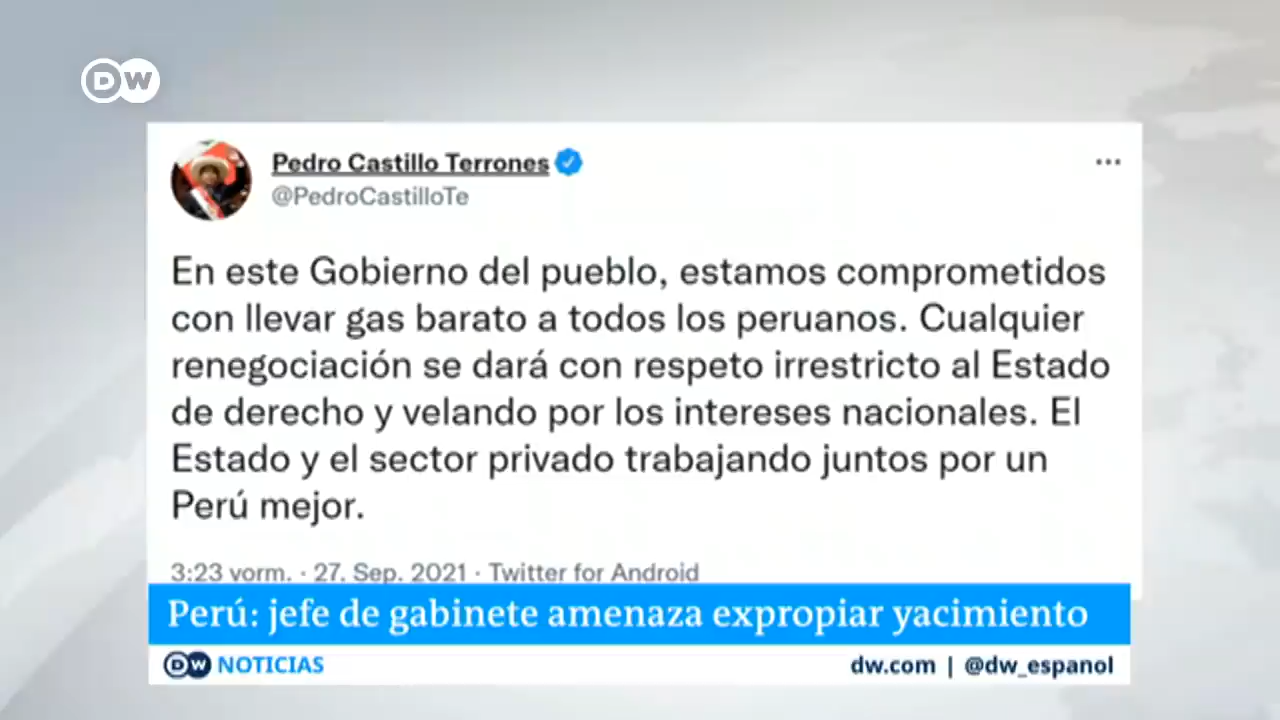 DW
Pedro Castillo Terrones
@PedroCastilloTe
En este Gobierno del pueblo, estamos comprometidos
con llevar gas barato a todos los peruanos. Cualquier
renegociación se dará con respeto irrestricto al Estado
de derecho y velando por los intereses nacionales. El
Estado y el sector privado trabajando juntos por un
Perú mejor.
3:23 vorm. · 27. Sep. 2021 · Twitter for Android
Perú: jefe de gabinete amenaza expropiar yacimiento
DW NOTICIAS
dw.com | @dw_espanol